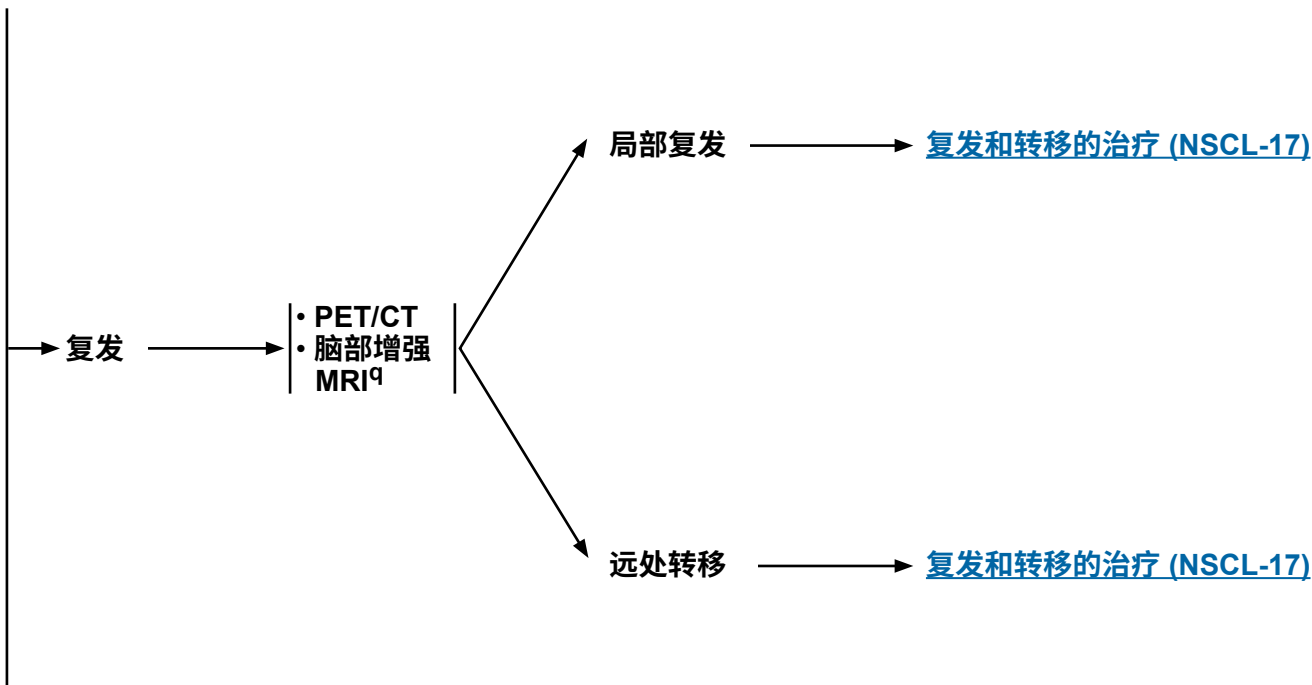 局部复发
复发和转移的治疗 (NSCL-17)
复发
• PET/CT
• 脑部增强
MRIq
远处转移
复发和转移的治疗 (NSCL-17)